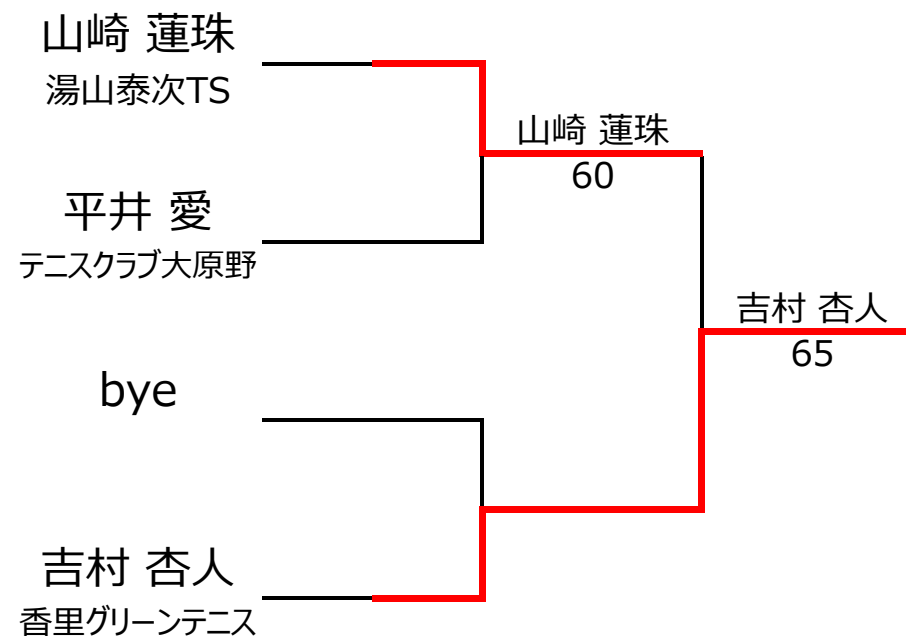 山崎 蓮珠
湯山泰次TS
平井 愛
テニスクラブ大原野
bye
吉村 杏人
香里グリーンテニス
山崎 蓮珠
60
吉村 杏人
65